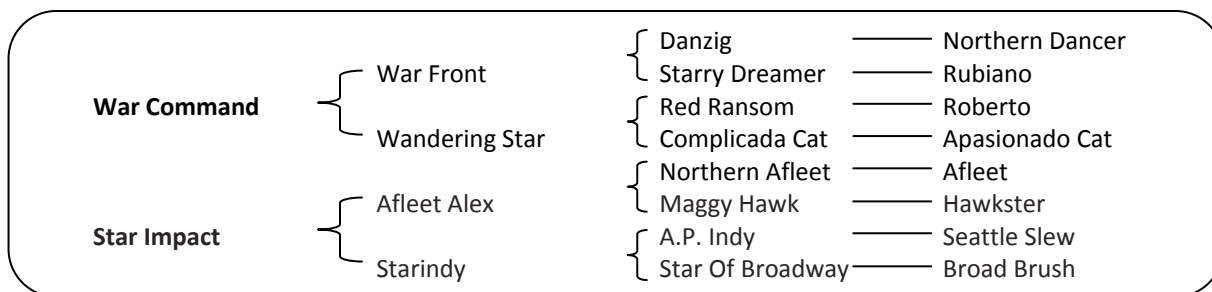 Danzig Northern Dancer
War Front
Starry Dreamer Rubiano
War Command
Red Ransom Roberto
Wandering Star
Complicada Cat Apasionado Cat
Northern Afleet Afleet
Afleet Alex
Maggy Hawk Hawkster
Star Impact
A.P. Indy Seattle Slew
Starindy
Star Of Broadway Broad Brush